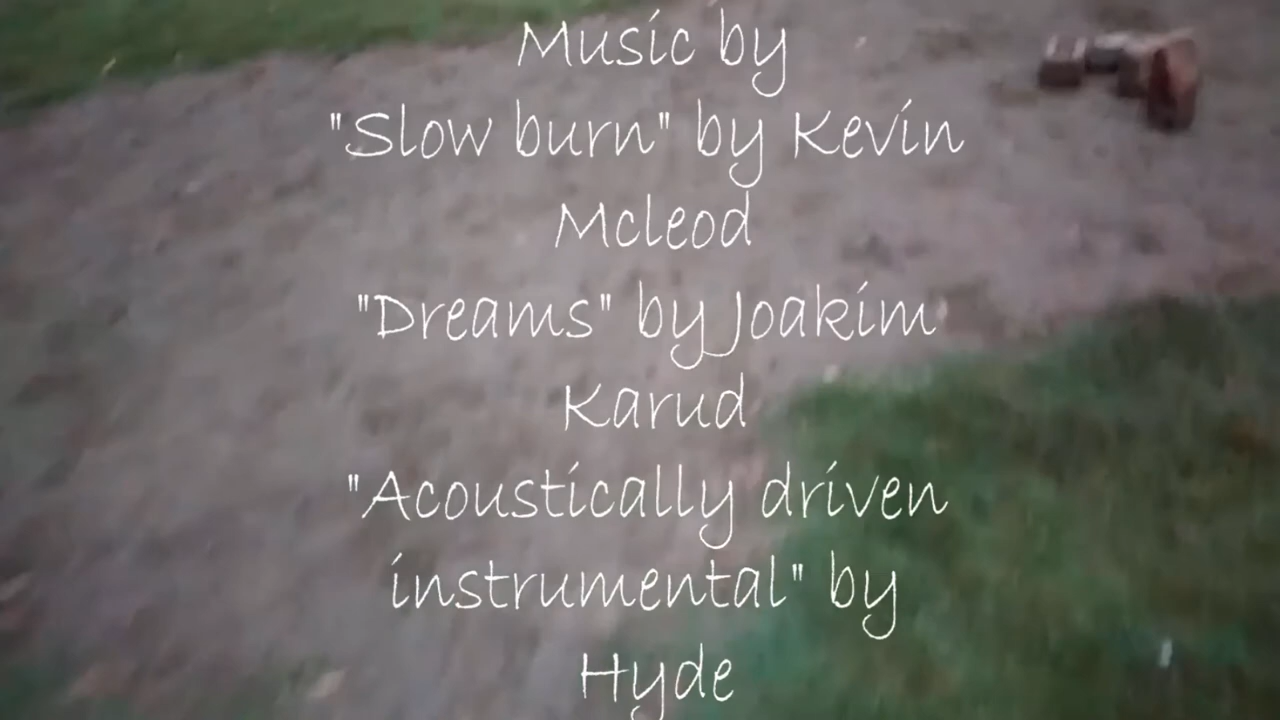 Music by
"Slow burn" by Kevin
Mcleod
"Dreams" by Joakim
Karud
"Acoustically driven
instrumental" by
Hyde